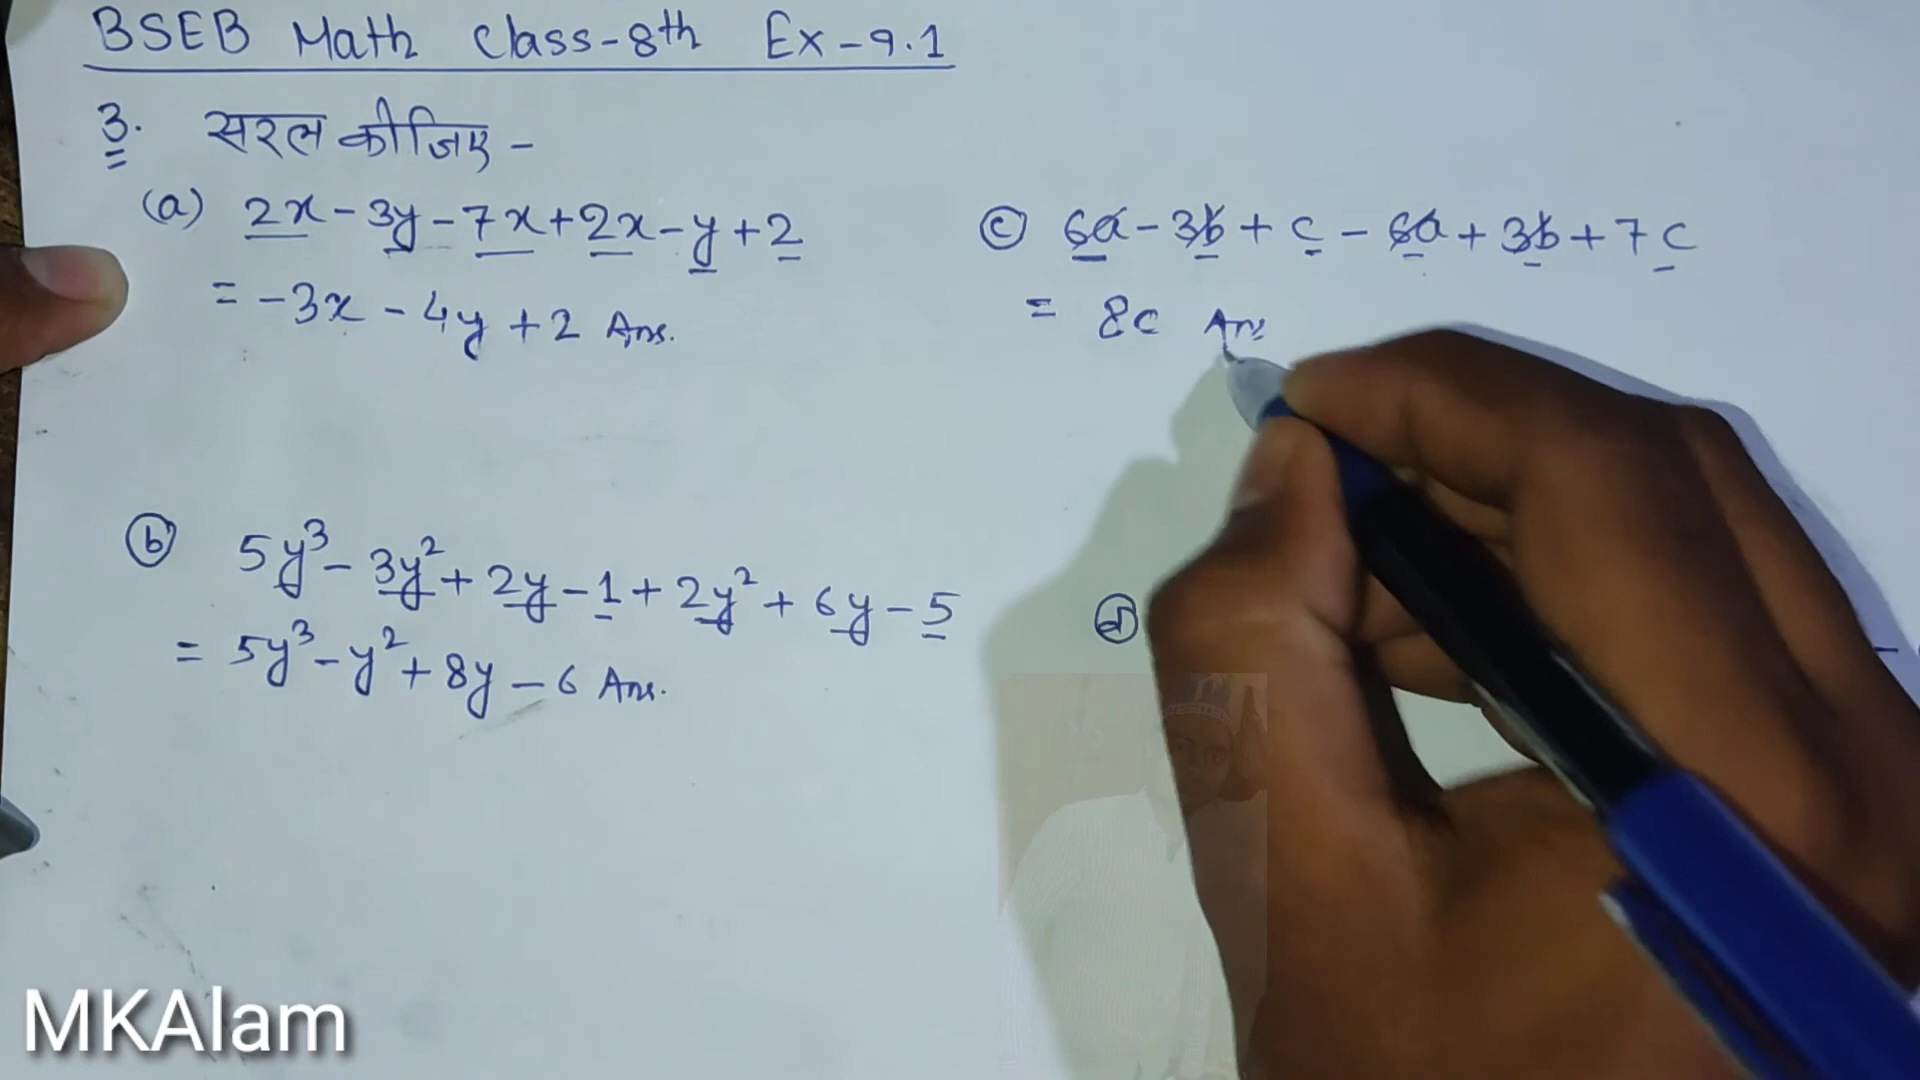 BSEB Math Class-8th Ex-9.1
3. सरल कीजिए -
(a) 2x - 3y - 7x + 2x - y + 2
= -3x - 4y + 2 Ans.
(b) 5y³ - 3y² + 2y - 1 + 2y² + 6y - 5
= 5y³ - y² + 8y - 6 Ans.
(c) 6a - 3b + c - 6a + 3b + 7c
= 8c Ans
(d)
MKAlam